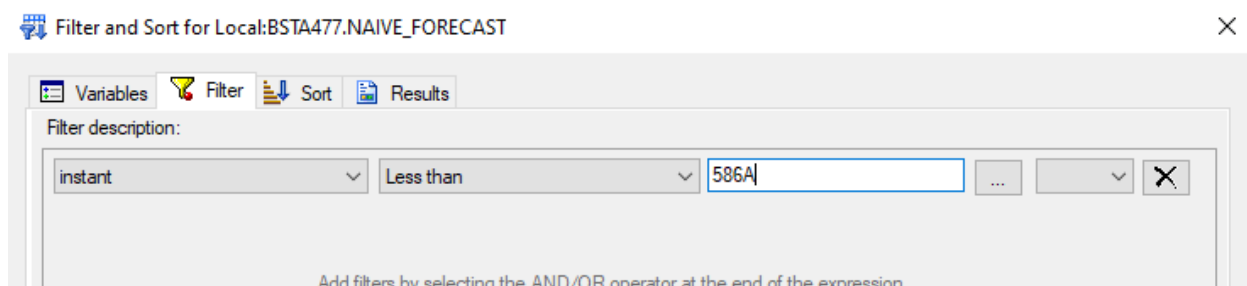 Filter and Sort for Local:BSTA477.NAIVE_FORECAST
Variables Filter Sort Results
Filter description:
instant Less than 586A ...
Add filters by selecting the AND/OR operator at the end of the expression